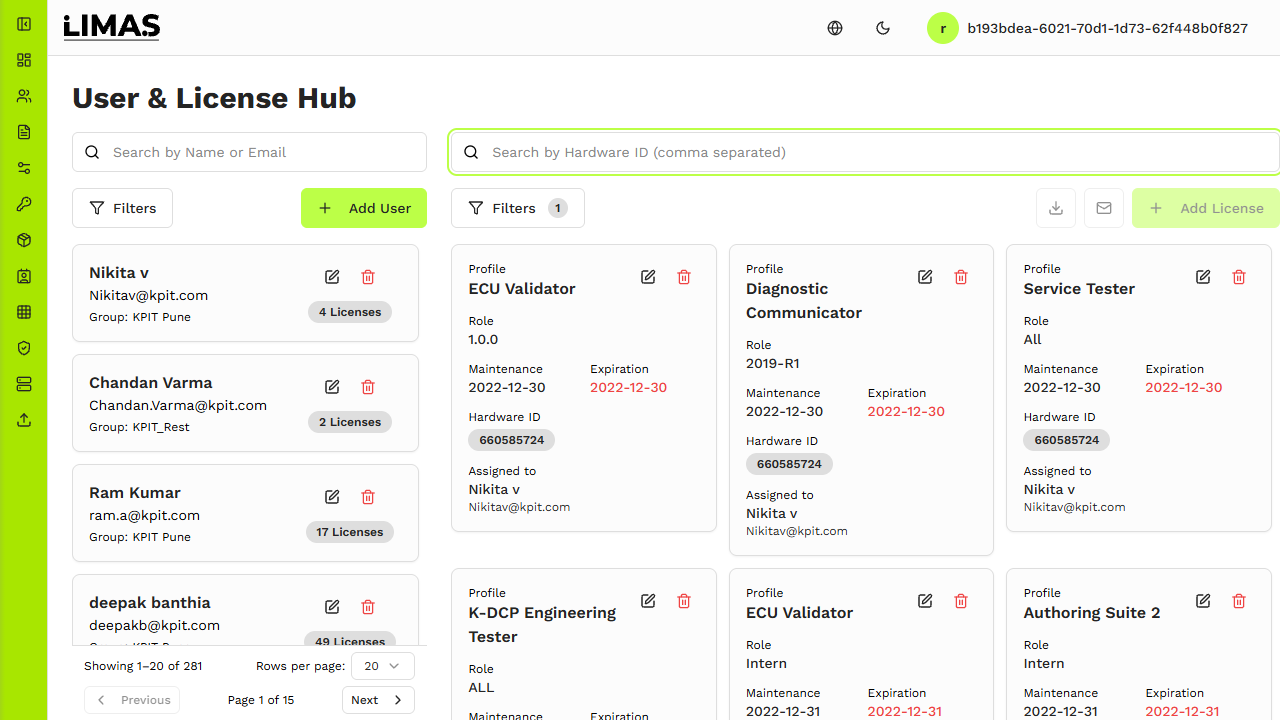 LIMAS
r
b193bdea-6021-70d1-1d73-62f448b0f827
User & License Hub
Search by Name or Email
Search by Hardware ID (comma separated)
Filters
Add User
Filters
1
Add License
Nikita v
Nikitav@kpit.com
Group: KPIT Pune
4 Licenses
Chandan Varma
Chandan.Varma@kpit.com
Group: KPIT_Rest
2 Licenses
Ram Kumar
ram.a@kpit.com
Group: KPIT Pune
17 Licenses
deepak banthia
deepakb@kpit.com
49 Licenses
Showing 1–20 of 281
Rows per page:
20
Previous
Page 1 of 15
Next
Profile
ECU Validator
Role
1.0.0
Maintenance
2022-12-30
Expiration
2022-12-30
Hardware ID
660585724
Assigned to
Nikita v
Nikitav@kpit.com
Profile
Diagnostic
Communicator
Role
2019-R1
Maintenance
2022-12-30
Expiration
2022-12-30
Hardware ID
660585724
Assigned to
Nikita v
Nikitav@kpit.com
Profile
Service Tester
Role
All
Maintenance
2022-12-30
Expiration
2022-12-30
Hardware ID
660585724
Assigned to
Nikita v
Nikitav@kpit.com
Profile
K-DCP Engineering
Tester
Role
ALL
Maintenance
Expiration
Profile
ECU Validator
Role
Intern
Maintenance
2022-12-31
Expiration
2022-12-31
Profile
Authoring Suite 2
Role
Intern
Maintenance
2022-12-31
Expiration
2022-12-31